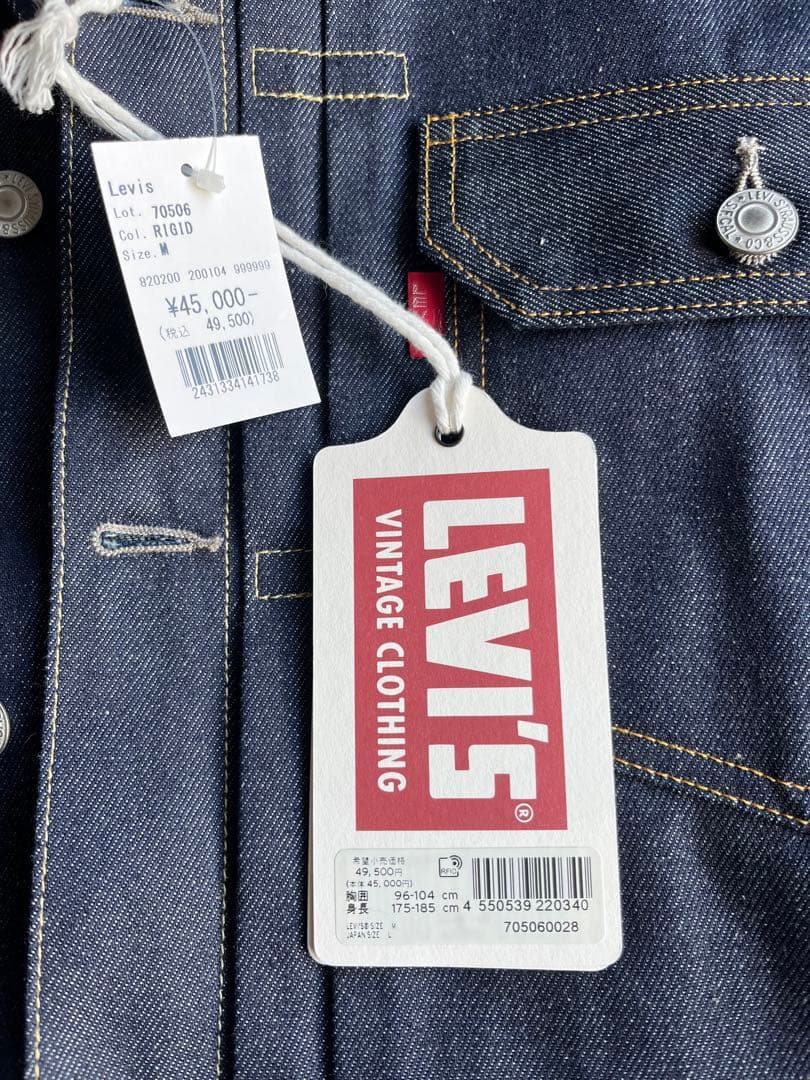 Levis
Lot. 70506
Col. RIGID
Size. M
820200 200104 999999
¥45,000-
(税込 49,500)
2431334141738
LEVI'S®
VINTAGE CLOTHING
希望小売価格
49,500円
(本体 45,000円)
RFID
胸囲 96-104 cm
身長 175-185 cm
4 550539 220340
LEVI'S® SIZE M
JAPAN SIZE L
705060028
LEVI STRAUSS & CO
S.F. CAL